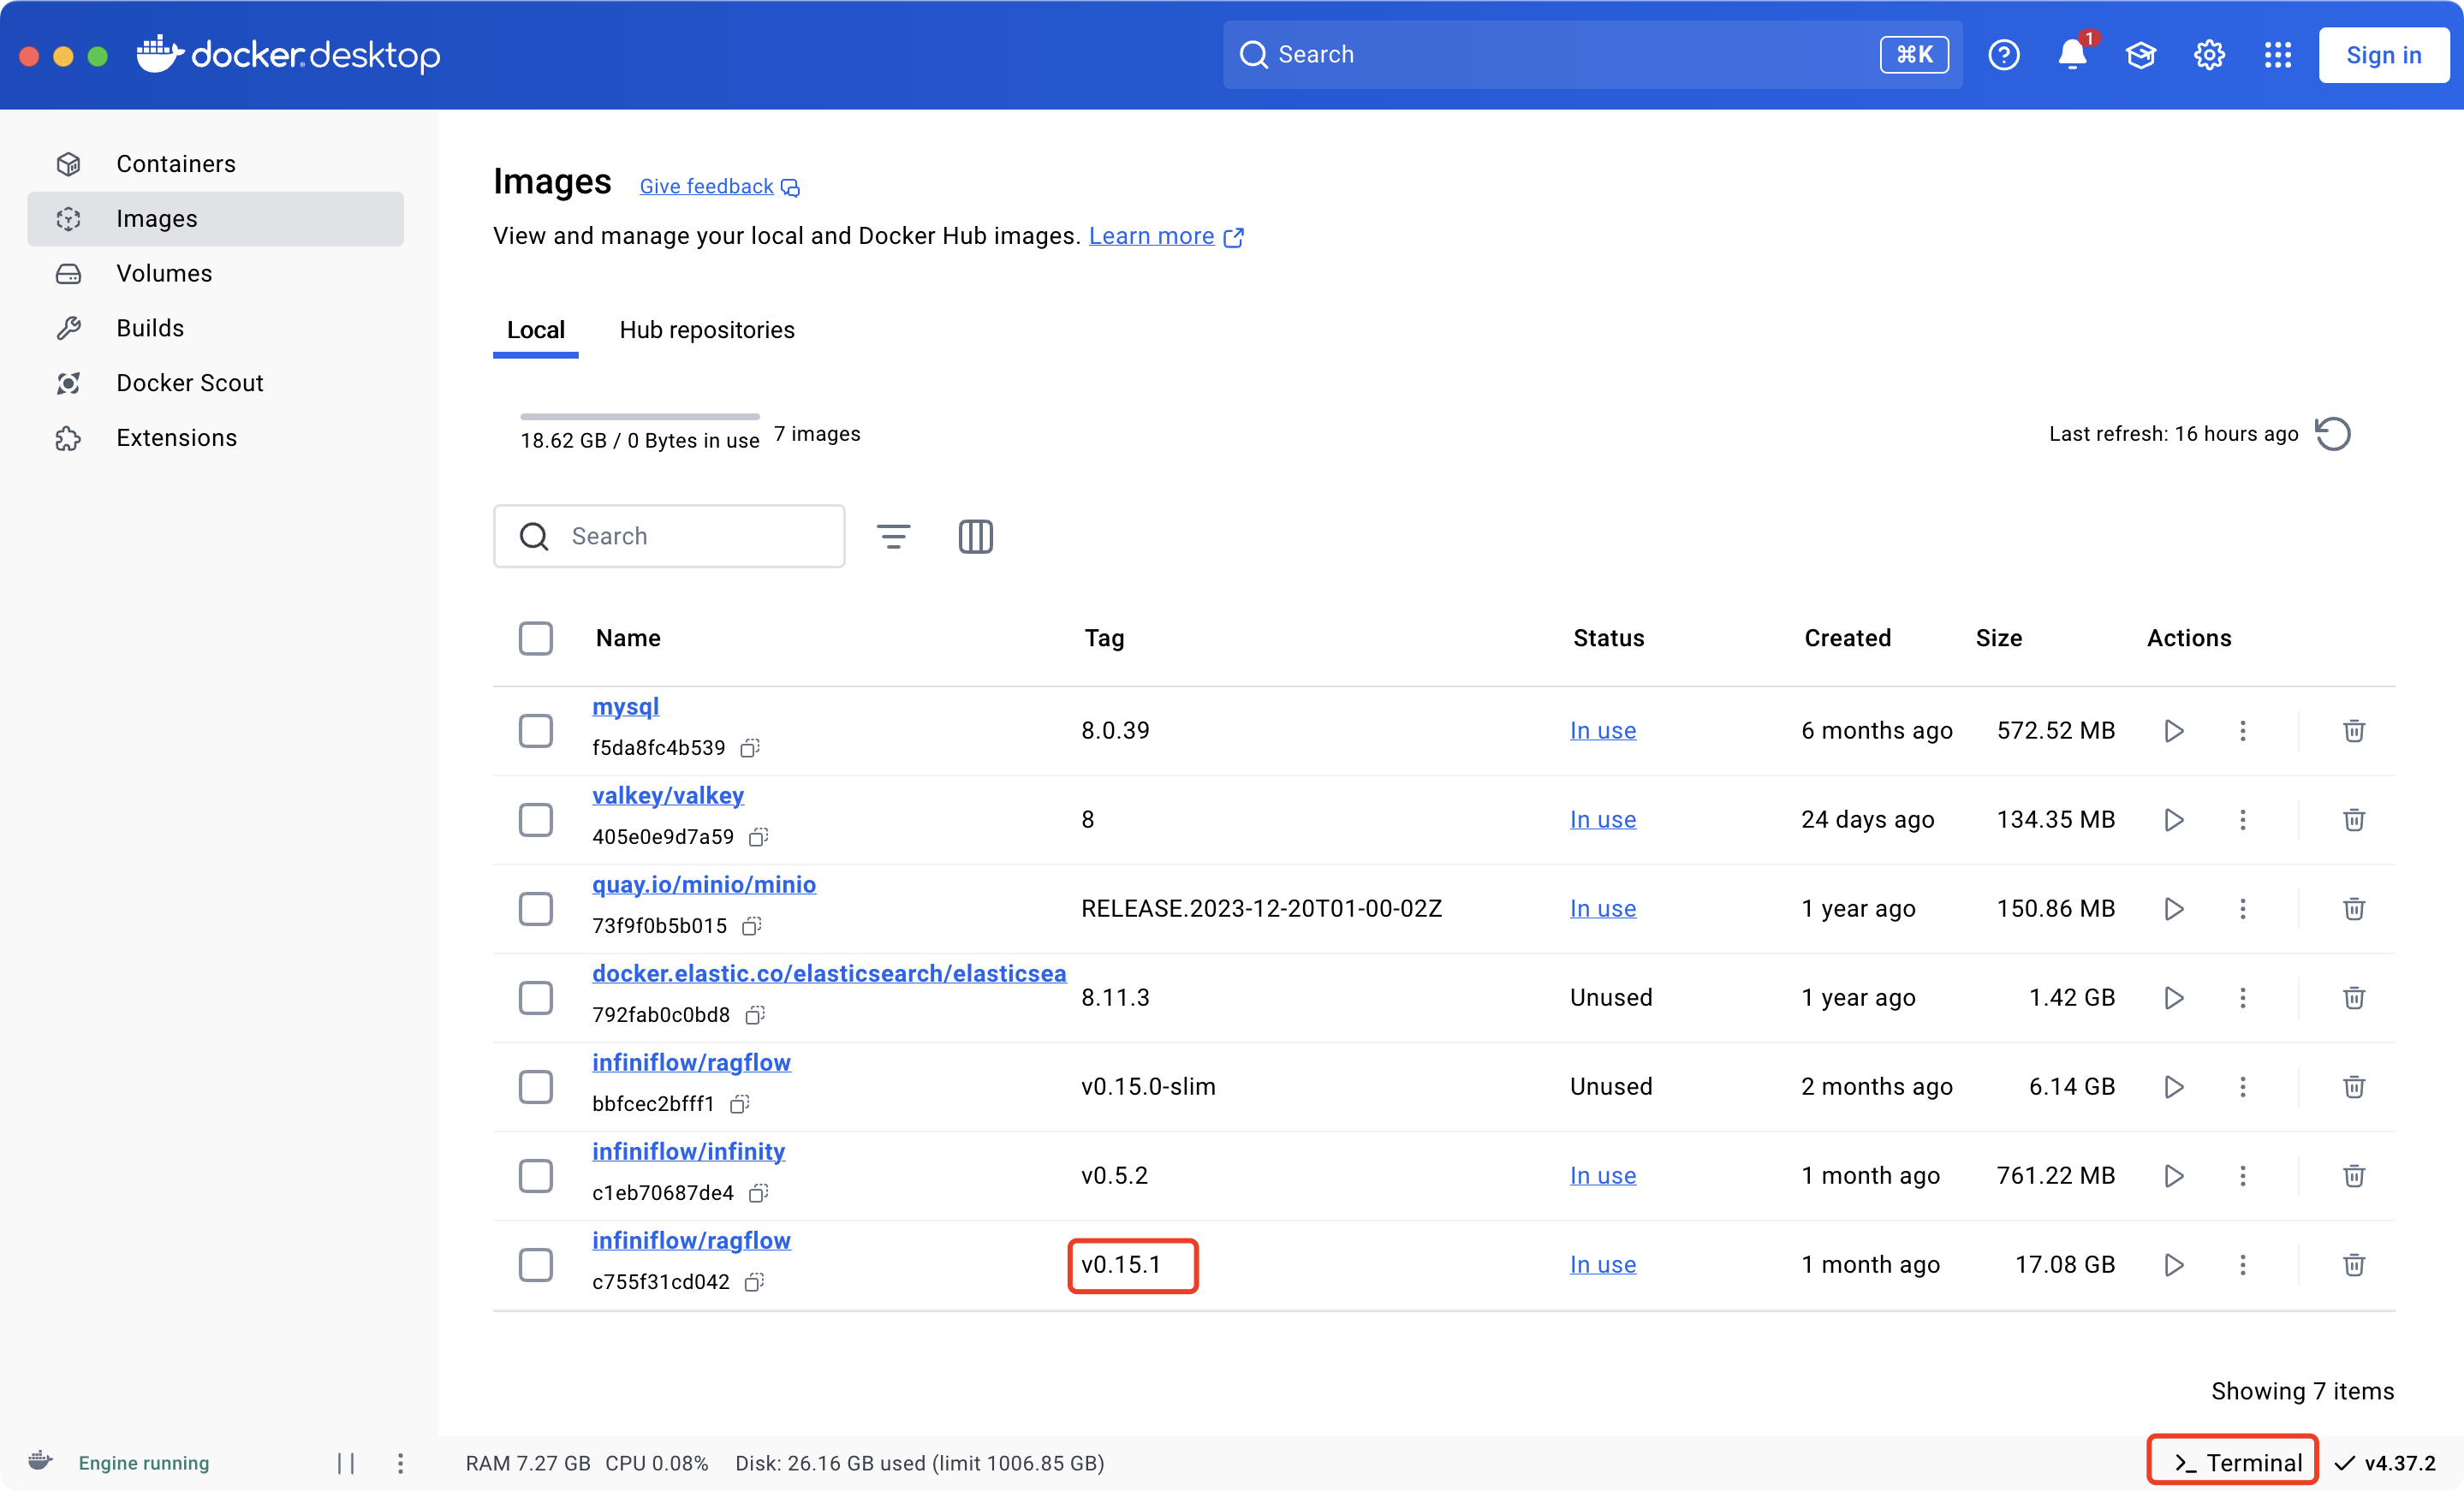 docker.desktop
Search
⌘K
1
Sign in
Containers
Images
Volumes
Builds
Docker Scout
Extensions
Images
Give feedback
View and manage your local and Docker Hub images. Learn more
Local
Hub repositories
18.62 GB / 0 Bytes in use
7 images
Last refresh: 16 hours ago
Search
Name Tag Status Created Size Actions
mysql
f5da8fc4b539
8.0.39 In use 6 months ago 572.52 MB
valkey/valkey
405e0e9d7a59
8 In use 24 days ago 134.35 MB
quay.io/minio/minio
73f9f0b5b015
RELEASE.2023-12-20T01-00-02Z In use 1 year ago 150.86 MB
docker.elastic.co/elasticsearch/elasticsea
792fab0c0bd8
8.11.3 Unused 1 year ago 1.42 GB
infiniflow/ragflow
bbfcec2bfff1
v0.15.0-slim Unused 2 months ago 6.14 GB
infiniflow/infinity
c1eb70687de4
v0.5.2 In use 1 month ago 761.22 MB
infiniflow/ragflow
c755f31cd042
v0.15.1 In use 1 month ago 17.08 GB
Showing 7 items
Engine running
RAM 7.27 GB CPU 0.08% Disk: 26.16 GB used (limit 1006.85 GB)
>_ Terminal
v4.37.2